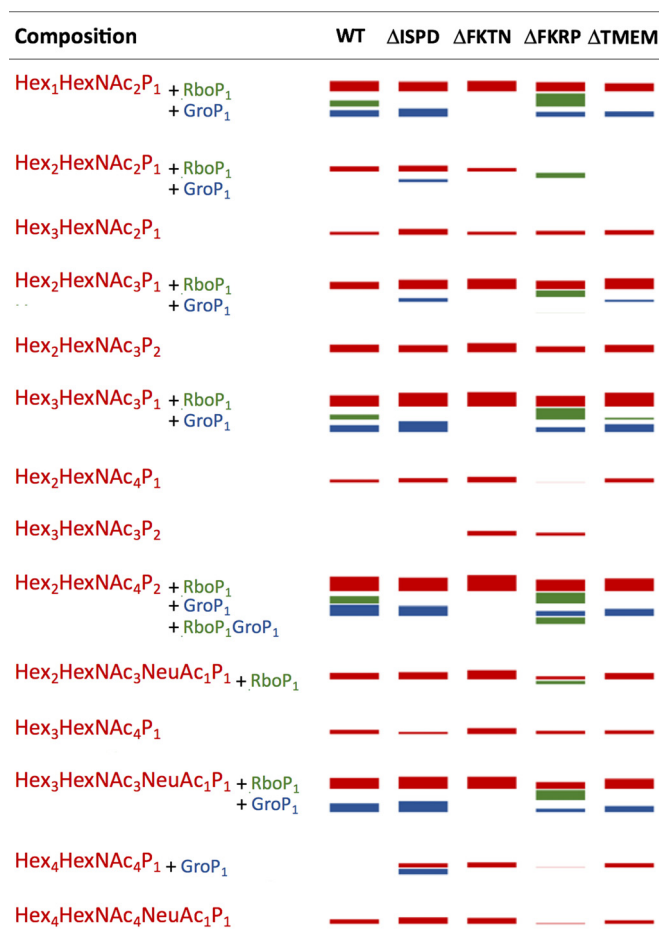 Composition WT ΔISPD ΔFKTN ΔFKRP ΔTMEM
Hex₁HexNAc₂P₁ + RboP₁
+ GroP₁
Hex₂HexNAc₂P₁ + RboP₁
+ GroP₁
Hex₃HexNAc₂P₁
Hex₂HexNAc₃P₁ + RboP₁
+ GroP₁
Hex₂HexNAc₃P₂
Hex₃HexNAc₃P₁ + RboP₁
+ GroP₁
Hex₂HexNAc₄P₁
Hex₃HexNAc₃P₂
Hex₂HexNAc₄P₂ + RboP₁
+ GroP₁
+ RboP₁GroP₁
Hex₂HexNAc₃NeuAc₁P₁ + RboP₁
Hex₃HexNAc₄P₁
Hex₃HexNAc₃NeuAc₁P₁ + RboP₁
+ GroP₁
Hex₄HexNAc₄P₁ + GroP₁
Hex₄HexNAc₄NeuAc₁P₁